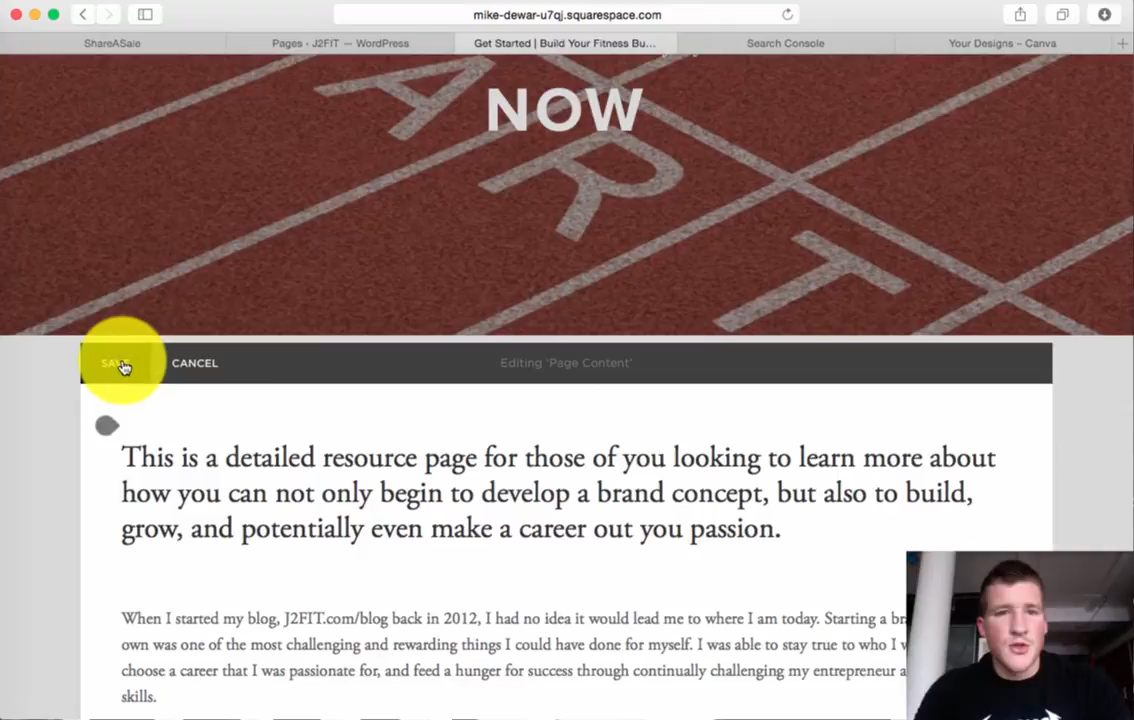 mike-dewar-u7qj.squarespace.com
ShareASale
Pages - J2FIT — WordPress
Get Started | Build Your Fitness Bu...
Search Console
Your Designs – Canva
NOW
ART
SAVE
CANCEL
Editing 'Page Content'
This is a detailed resource page for those of you looking to learn more about
how you can not only begin to develop a brand concept, but also to build,
grow, and potentially even make a career out you passion.
When I started my blog, J2FIT.com/blog back in 2012, I had no idea it would lead me to where I am today. Starting a
own was one of the most challenging and rewarding things I could have done for myself. I was able to stay true to who I
choose a career that I was passionate for, and feed a hunger for success through continually challenging my entrepreneur
skills.